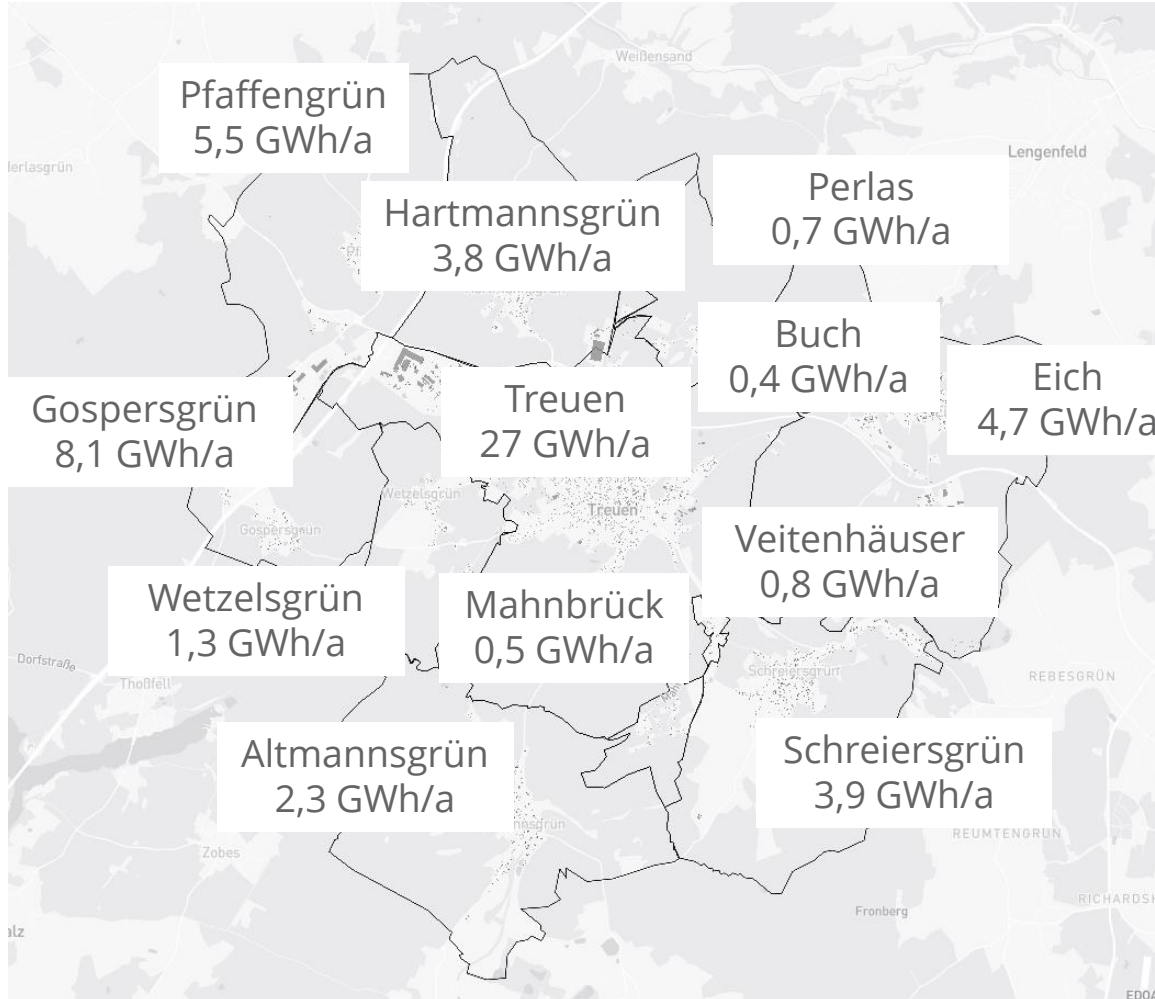 Weißensand
Pfaffengrün
5,5 GWh/a
Lengenfeld
Hartmannsgrün
3,8 GWh/a
Perlas
0,7 GWh/a
Buch
0,4 GWh/a
Eich
4,7 GWh/a
Treuen
27 GWh/a
Gospersgrün
8,1 GWh/a
Wetzelsgrün
Treuen
Gospersgrün
Veitenhäuser
0,8 GWh/a
Wetzelsgrün
1,3 GWh/a
Mahnbrück
0,5 GWh/a
Dorfstraße
Thoßfell
Schreiersgrün
REBESGRÜN
Altmannsgrün
2,3 GWh/a
Schreiersgrün
3,9 GWh/a
REUMTENGRÜN
Zobes
Fronberg